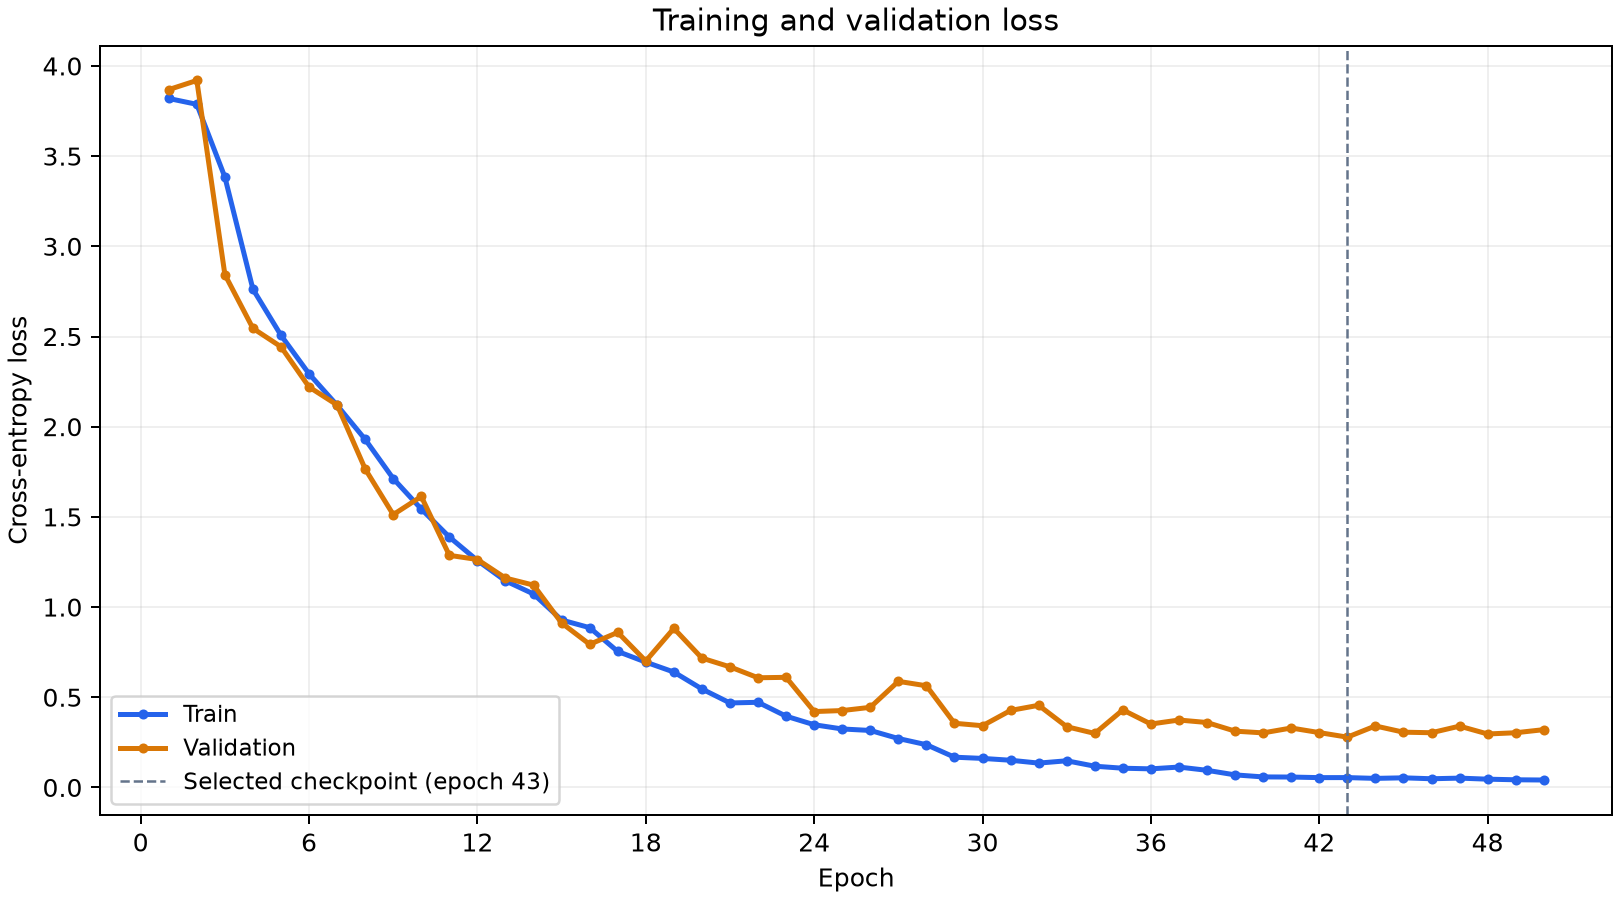 Training and validation loss
Cross-entropy loss
4.0
3.5
3.0
2.5
2.0
1.5
1.0
0.5
0.0
Train
Validation
Selected checkpoint (epoch 43)
0 6 12 18 24 30 36 42 48
Epoch